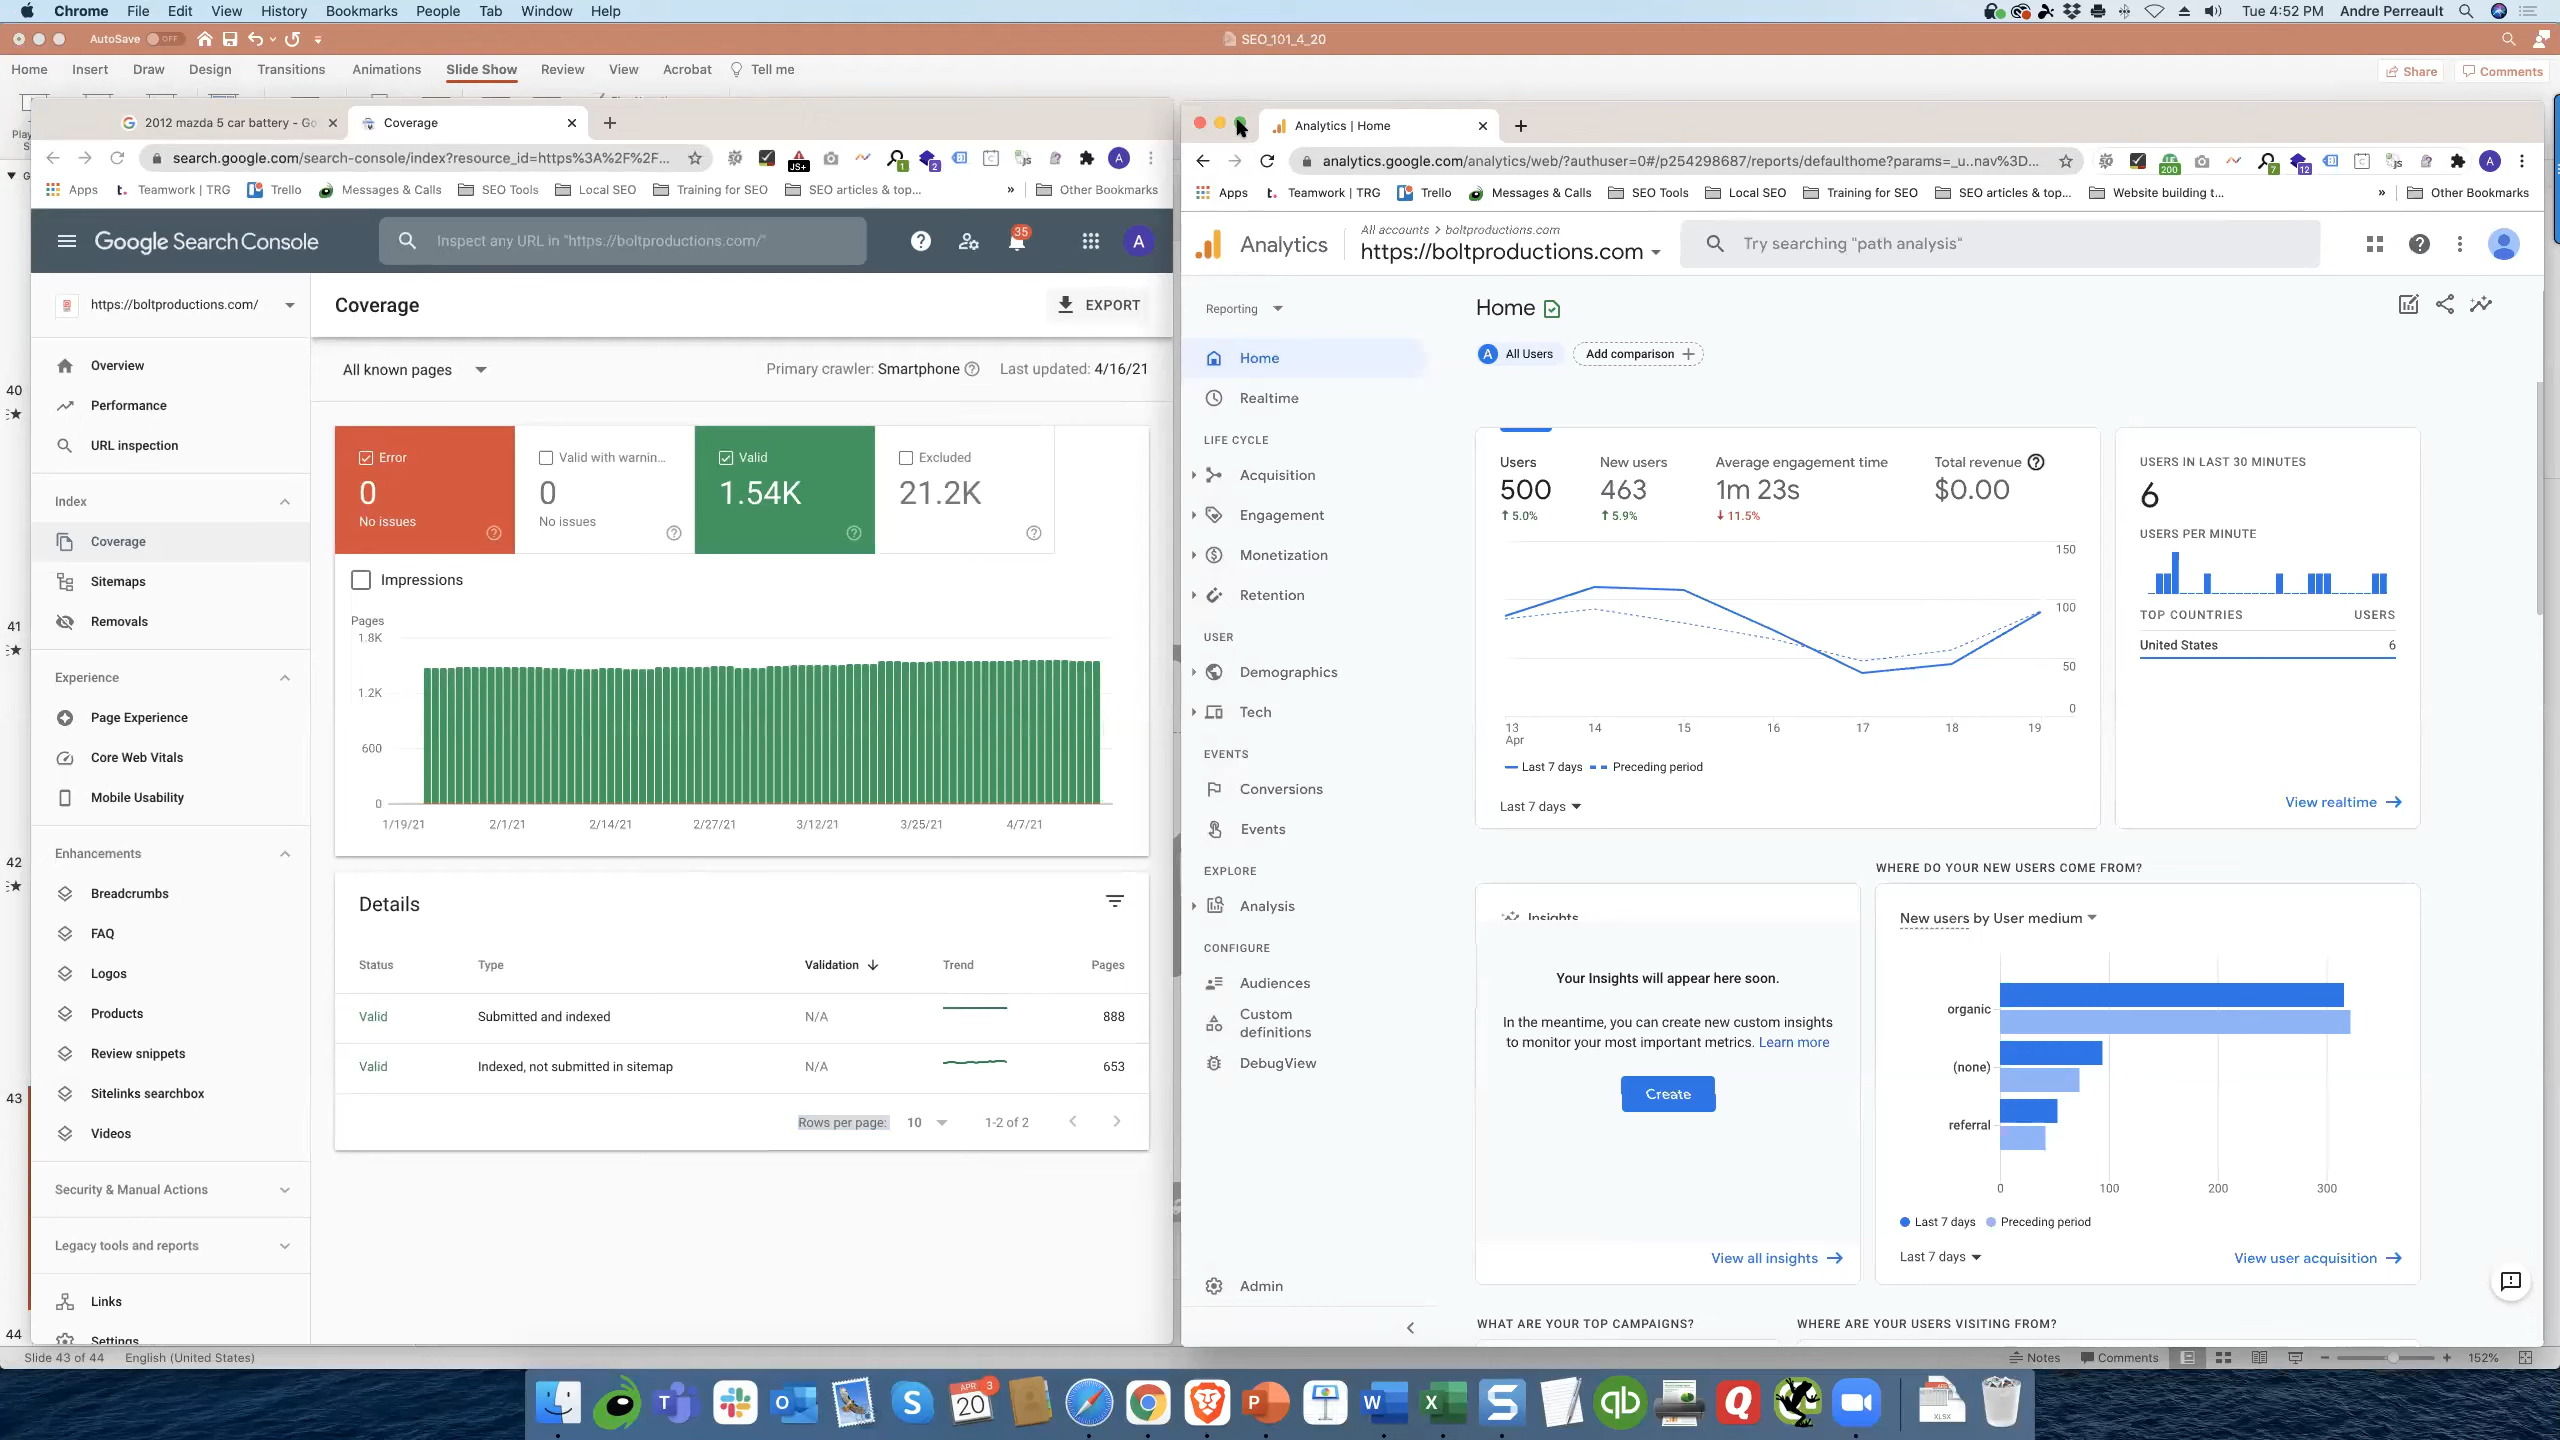 Chrome File Edit View History Bookmarks People Tab Window Help
Tue 4:52 PM Andre Perreault
AutoSave OFF
SEO_101_4_20
Home Insert Draw Design Transitions Animations Slide Show Review View Acrobat Tell me
Share Comments
2012 mazda 5 car battery - Go
Coverage
search.google.com/search-console/index?resource_id=https%3A%2F%2F...
Apps Teamwork | TRG Trello Messages & Calls SEO Tools Local SEO Training for SEO SEO articles & top... » Other Bookmarks
Google Search Console
Inspect any URL in "https://boltproductions.com/"
35
A
https://boltproductions.com/
Overview
Performance
URL inspection
Index
Coverage
Sitemaps
Removals
Experience
Page Experience
Core Web Vitals
Mobile Usability
Enhancements
Breadcrumbs
FAQ
Logos
Products
Review snippets
Sitelinks searchbox
Videos
Security & Manual Actions
Legacy tools and reports
Links
Settings
Coverage
EXPORT
All known pages
Primary crawler: Smartphone
Last updated: 4/16/21
Error
0
No issues
Valid with warnin...
0
No issues
Valid
1.54K
Excluded
21.2K
Impressions
Pages
1.8K
1.2K
600
0
1/19/21 2/1/21 2/14/21 2/27/21 3/12/21 3/25/21 4/7/21
Details
Status Type Validation Trend Pages
Valid Submitted and indexed N/A 888
Valid Indexed, not submitted in sitemap N/A 653
Rows per page: 10 1-2 of 2
Analytics | Home
analytics.google.com/analytics/web/?authuser=0#/p254298687/reports/defaulthome?params=_u..nav%3D...
Apps Teamwork | TRG Trello Messages & Calls SEO Tools Local SEO Training for SEO SEO articles & top... Website building t... » Other Bookmarks
Analytics
All accounts > boltproductions.com
https://boltproductions.com
Try searching "path analysis"
Reporting
Home
Realtime
LIFE CYCLE
Acquisition
Engagement
Monetization
Retention
USER
Demographics
Tech
EVENTS
Conversions
Events
EXPLORE
Analysis
CONFIGURE
Audiences
Custom
definitions
DebugView
Admin
Home
A All Users
Add comparison +
Users New users Average engagement time Total revenue
500 463 1m 23s $0.00
↑ 5.0% ↑ 5.9% ↓ 11.5%
150
100
50
0
13 14 15 16 17 18 19
Apr
Last 7 days Preceding period
Last 7 days
USERS IN LAST 30 MINUTES
6
USERS PER MINUTE
TOP COUNTRIES USERS
United States 6
View realtime
Insights
Your Insights will appear here soon.
In the meantime, you can create new custom insights
to monitor your most important metrics. Learn more
Create
View all insights
WHERE DO YOUR NEW USERS COME FROM?
New users by User medium
organic
(none)
referral
0 100 200 300
Last 7 days Preceding period
Last 7 days
View user acquisition
WHAT ARE YOUR TOP CAMPAIGNS?
WHERE ARE YOUR USERS VISITING FROM?
40
41
42
43
44
Slide 43 of 44 English (United States)
Notes Comments 152%
APR
20
3
XLSX